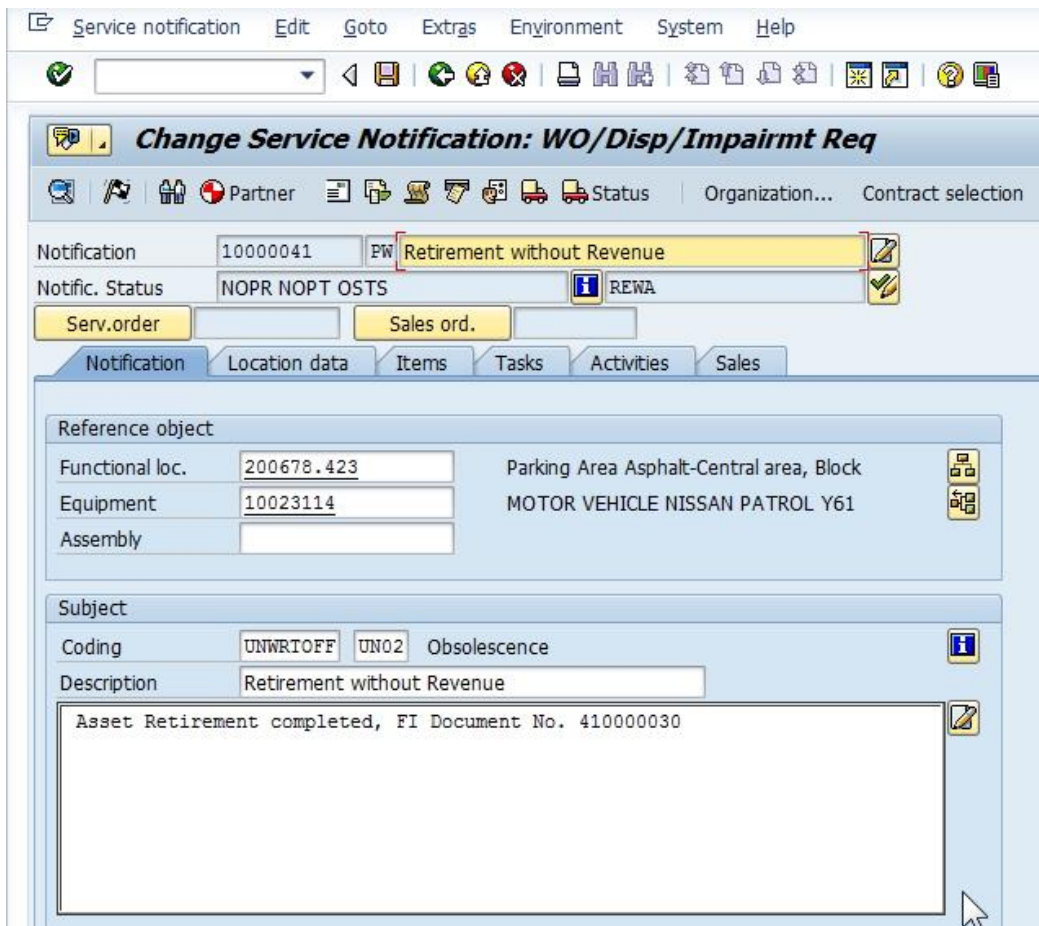 Service notification Edit Goto Extras Environment System Help
Change Service Notification: WO/Disp/Impairmt Req
Partner Status Organization... Contract selection
Notification 10000041 PW Retirement without Revenue
Notific. Status NOPR NOPT OSTS REWA
Serv.order Sales ord.
Notification Location data Items Tasks Activities Sales
Reference object
Functional loc. 200678.423 Parking Area Asphalt-Central area, Block
Equipment 10023114 MOTOR VEHICLE NISSAN PATROL Y61
Assembly
Subject
Coding UNWRTOFF UN02 Obsolescence
Description Retirement without Revenue
Asset Retirement completed, FI Document No. 410000030